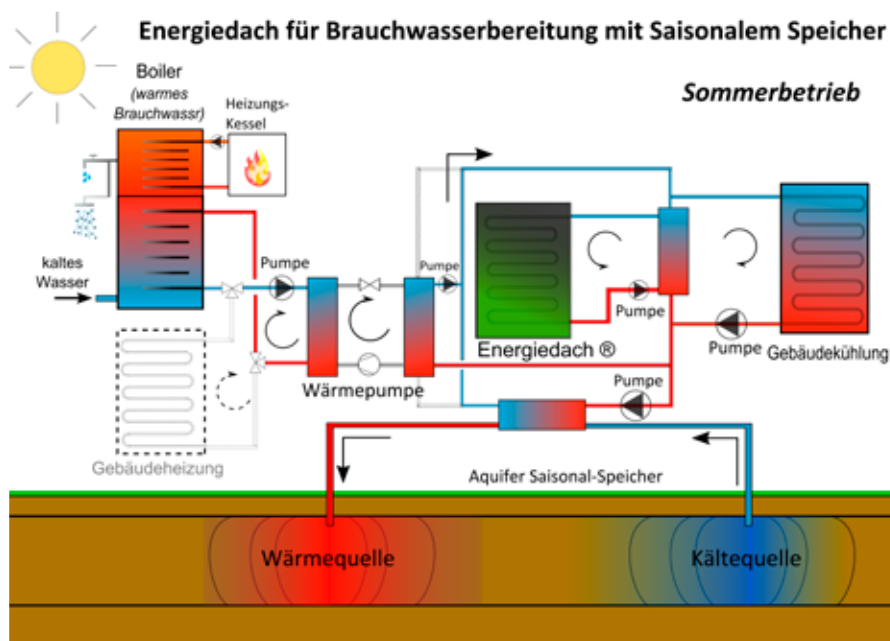 Energiedach für Brauchwasserbereitung mit Saisonalem Speicher
Sommerbetrieb
Boiler
(warmes
Brauchwassr)
Heizungs-
Kessel
kaltes
Wasser
Pumpe
Pumpe
Pumpe
Pumpe
Energiedach ®
Gebäudekühlung
Wärmepumpe
Pumpe
Gebäudeheizung
Aquifer Saisonal-Speicher
Wärmequelle
Kältequelle